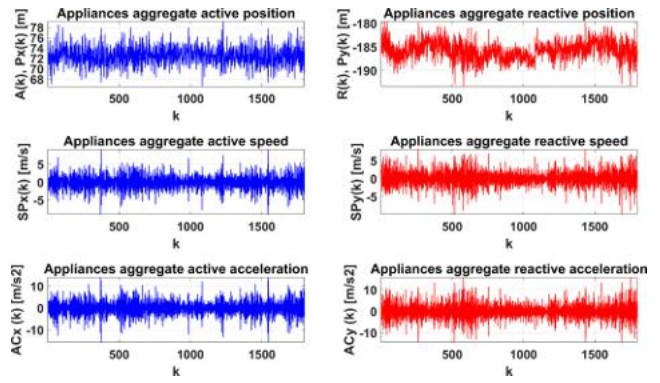 Appliances aggregate active position
A(k), Px(k) [m]
78
76
74
72
70
68
500
1000
1500
k
Appliances aggregate reactive position
R(k), Py(k) [m]
-180
-185
-190
500
1000
1500
k
Appliances aggregate active speed
SPx(k) [m/s]
5
0
-5
500
1000
1500
k
Appliances aggregate reactive speed
SPy(k) [m/s]
5
0
-5
500
1000
1500
k
Appliances aggregate active acceleration
ACx (k) [m/s2]
10
0
-10
500
1000
1500
k
Appliances aggregate reactive acceleration
ACy (k) [m/s2]
10
0
-10
500
1000
1500
k